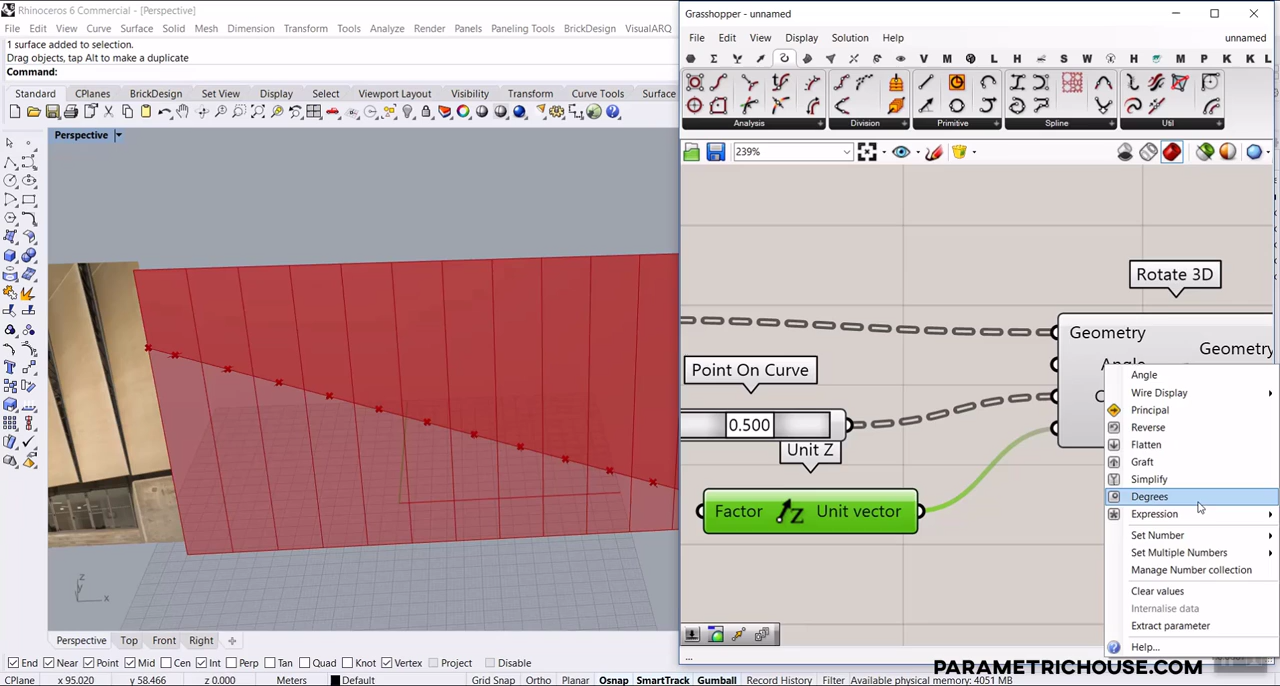 Rhinoceros 6 Commercial - [Perspective]
File Edit View Curve Surface Solid Mesh Dimension Transform Tools Analyze Render Panels Paneling Tools BrickDesign VisualARQ
1 surface added to selection.
Drag objects, tap Alt to make a duplicate
Command:
Standard CPlanes BrickDesign Set View Display Select Viewport Layout Visibility Transform Curve Tools Surface
Perspective
z
x
Perspective Top Front Right
End Near Point Mid Cen Int Perp Tan Quad Knot Vertex Project Disable
CPlane x 95.020 y 58.466 z 0.000 Meters Default Grid Snap Ortho Planar Osnap SmartTrack Gumball Record History Filter Available physical memory: 4051 MB
Grasshopper - unnamed
File Edit View Display Solution Help unnamed
V M L H S W H M P K K L
Analysis Division Primitive Spline Util
239%
Rotate 3D
Geometry
Angle
Geometry
C
Point On Curve
0.500
Unit Z
Factor Z Unit vector
Angle
Wire Display
Principal
Reverse
Flatten
Graft
Simplify
Degrees
Expression
Set Number
Set Multiple Numbers
Manage Number collection
Clear values
Internalise data
Extract parameter
Help...
...
PARAMETRICHOUSE.COM